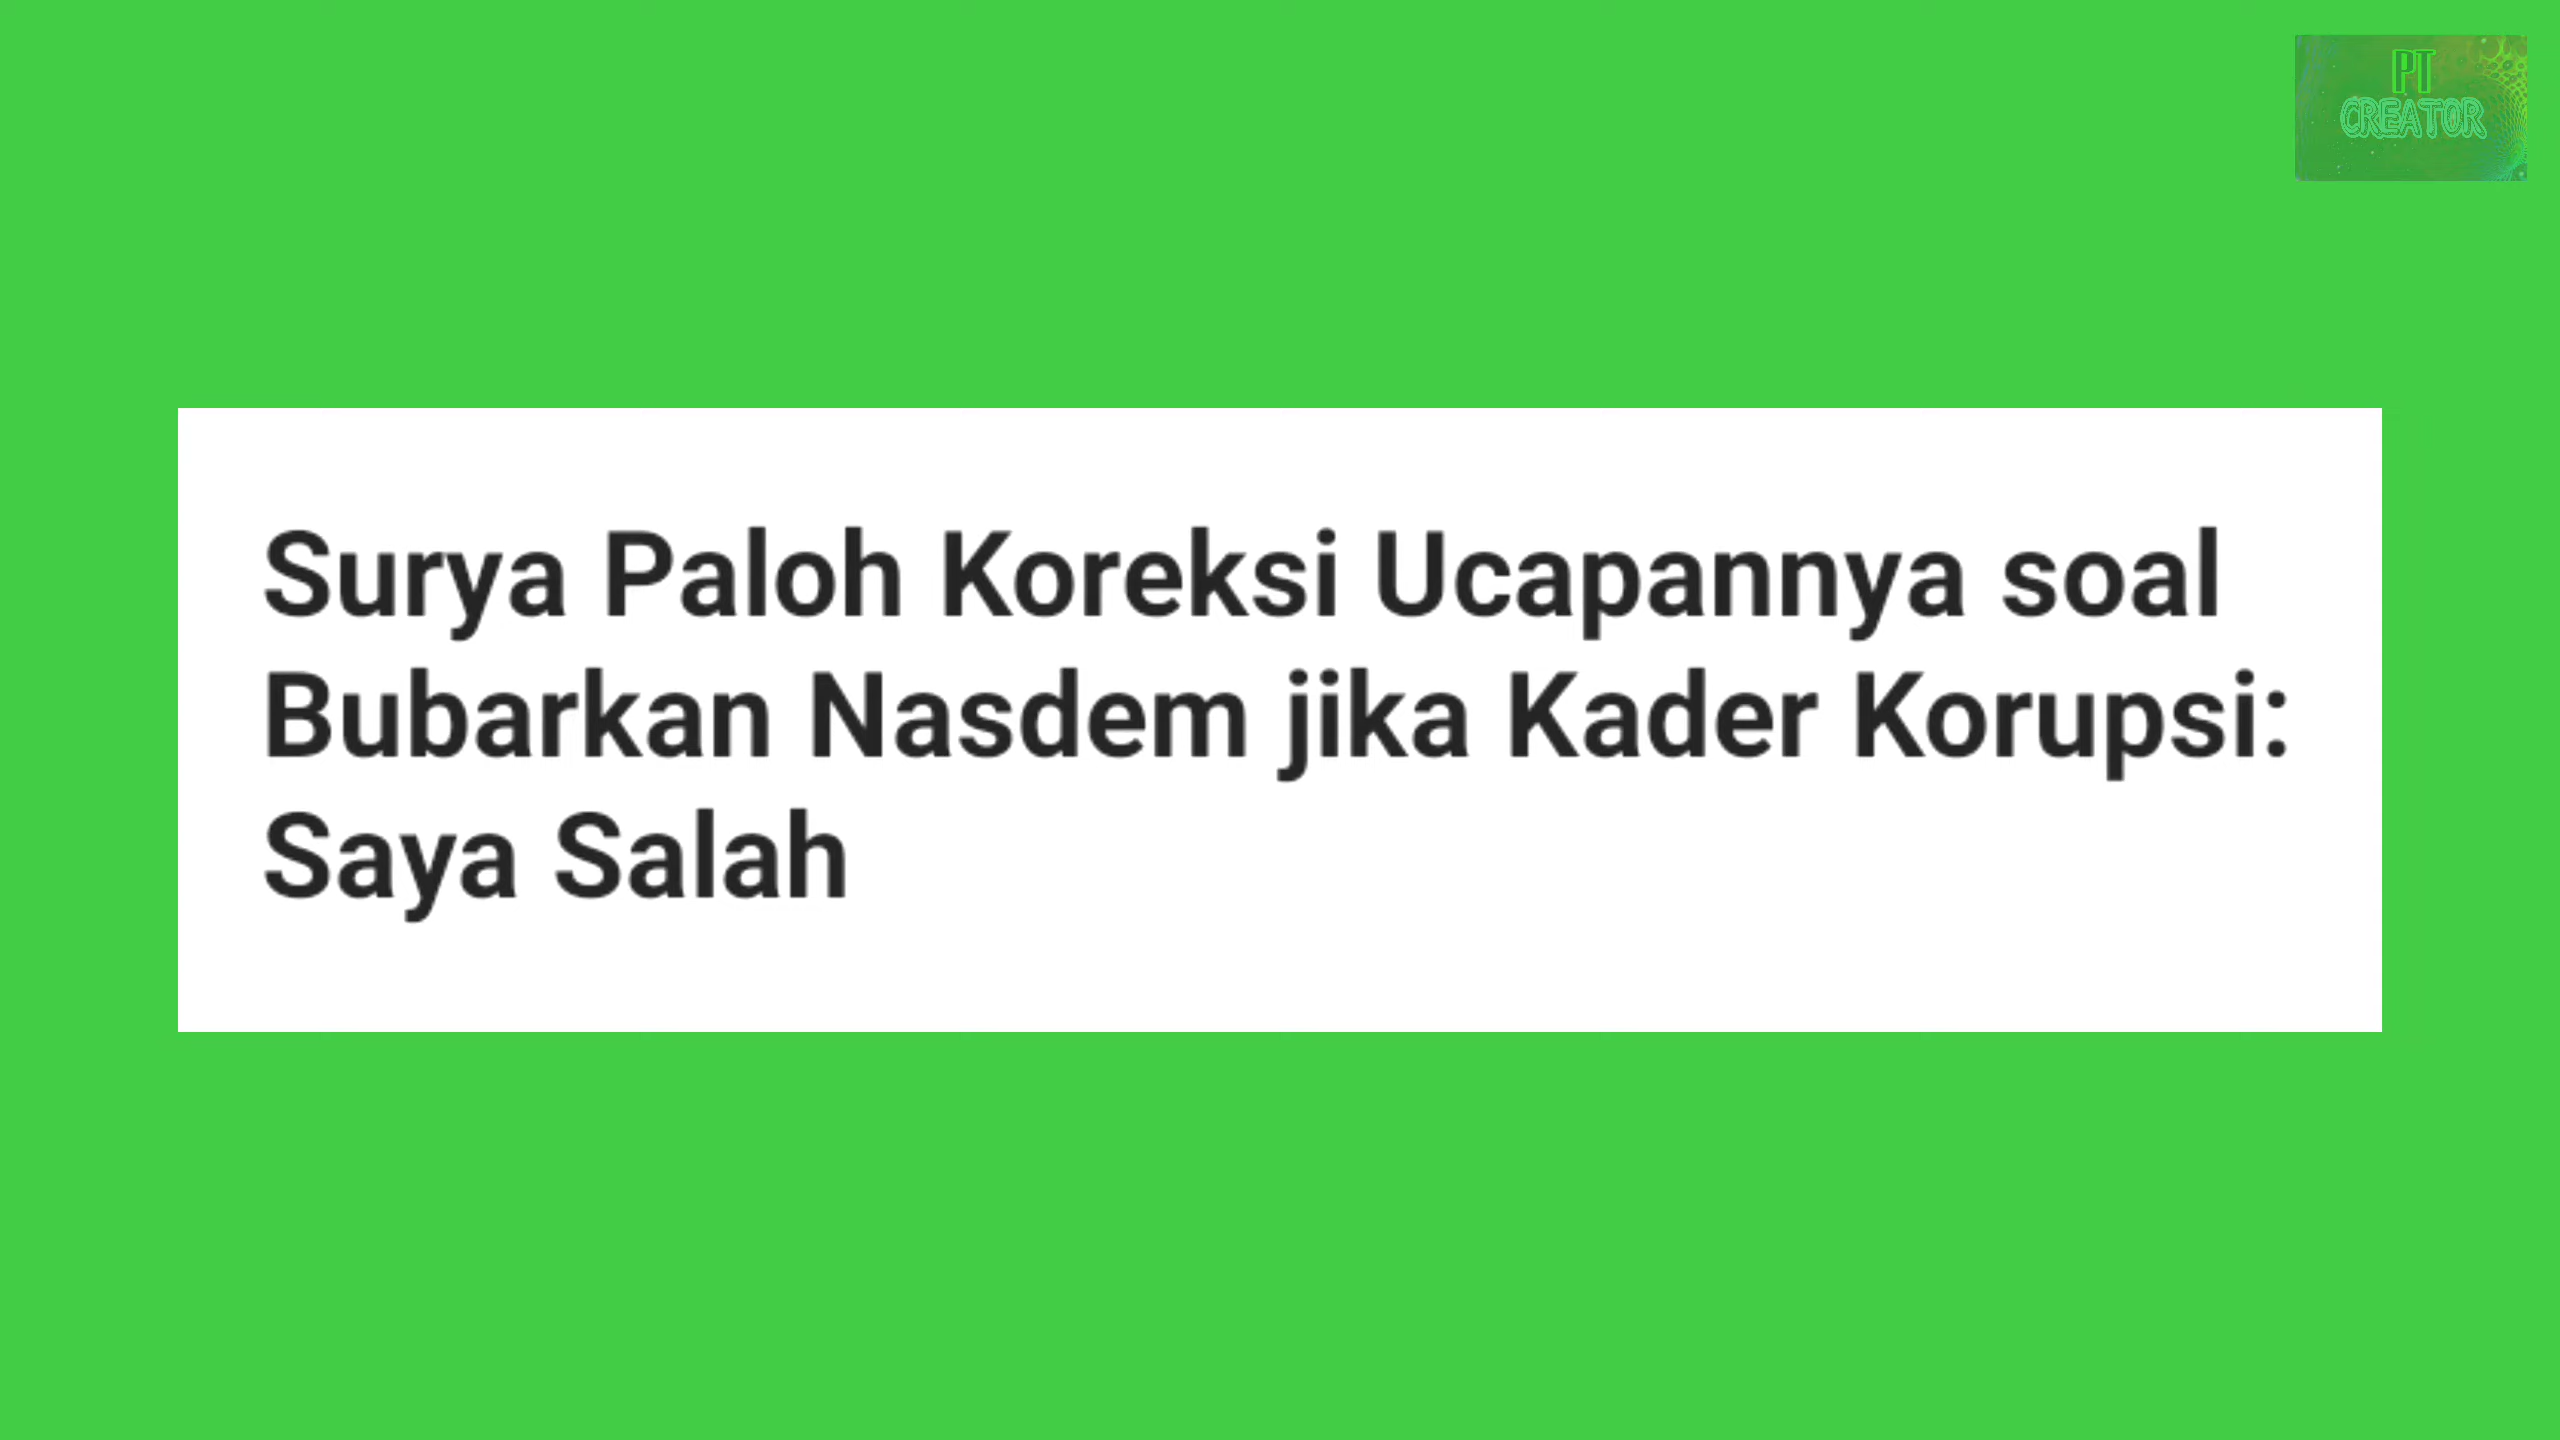 PT
CREATOR
Surya Paloh Koreksi Ucapannya soal
Bubarkan Nasdem jika Kader Korupsi:
Saya Salah